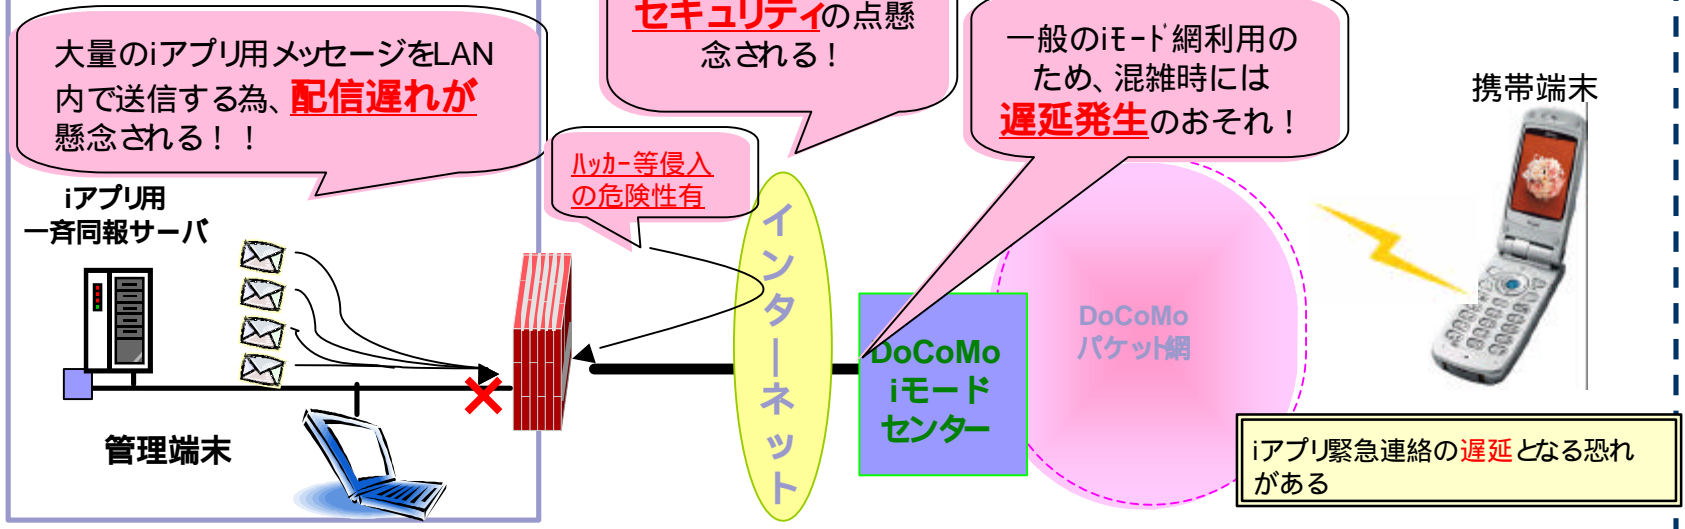 大量のiアプリ用メッセージをLAN
内で送信する為、配信遅れが
懸念される！！
セキュリティの点懸
念される！
一般のiﾓｰﾄﾞ網利用の
ため、混雑時には
遅延発生のおそれ！
携帯端末
ﾊｯｶｰ等侵入
の危険性有
iアプリ用
一斉同報サーバ
インターネット
DoCoMo
パケット網
DoCoMo
iモード
センター
管理端末
iアプリ緊急連絡の遅延となる恐れ
がある